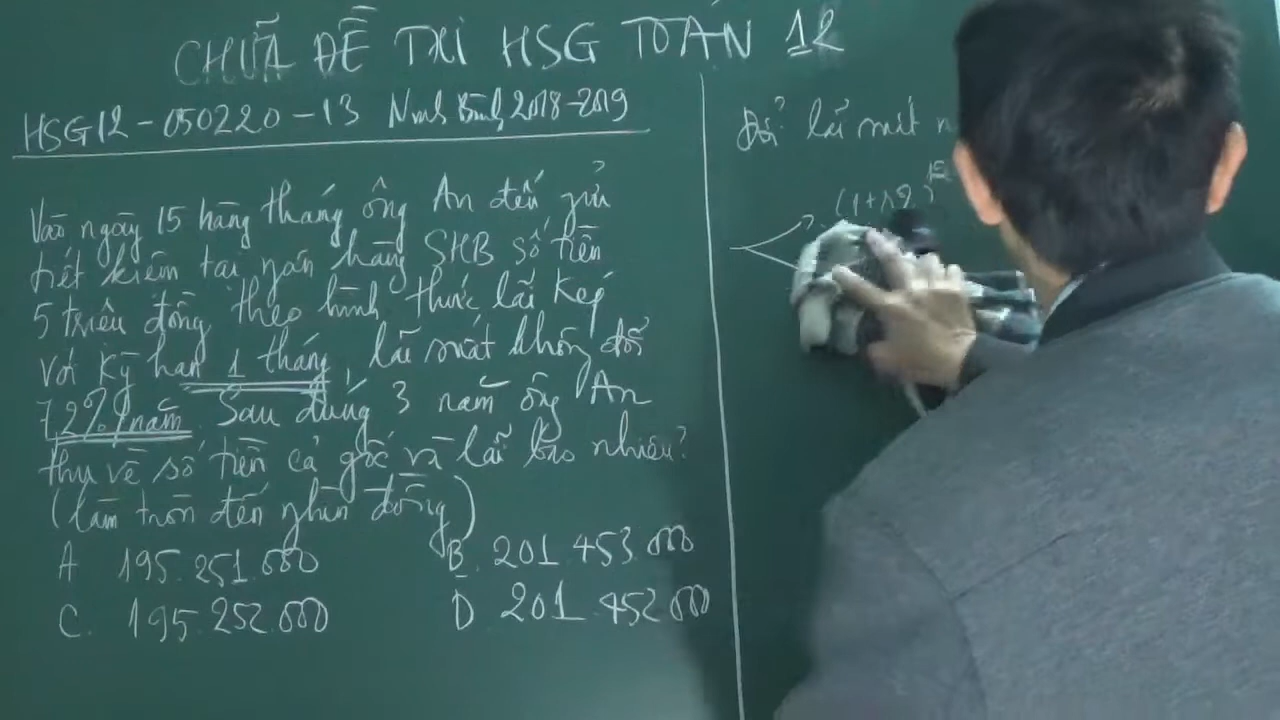 CHỮA ĐỀ THI HSG TOÁN 12
HSG12-050220-13 Ninh Bình 2018-2019
Vào ngày 15 hàng tháng ông An đến gửi
tiết kiệm tại ngân hàng SHB số tiền
5 triệu đồng theo hình thức lãi kép
với kỳ hạn 1 tháng, lãi suất không đổi
7,2%/năm. Sau đúng 3 năm ông An
thu về số tiền cả gốc và lãi bao nhiêu?
(làm tròn đến nghìn đồng)
A 195.251.000
B. 201.453.000
C. 195.252.000
D 201.452.000
Đổi lãi suất